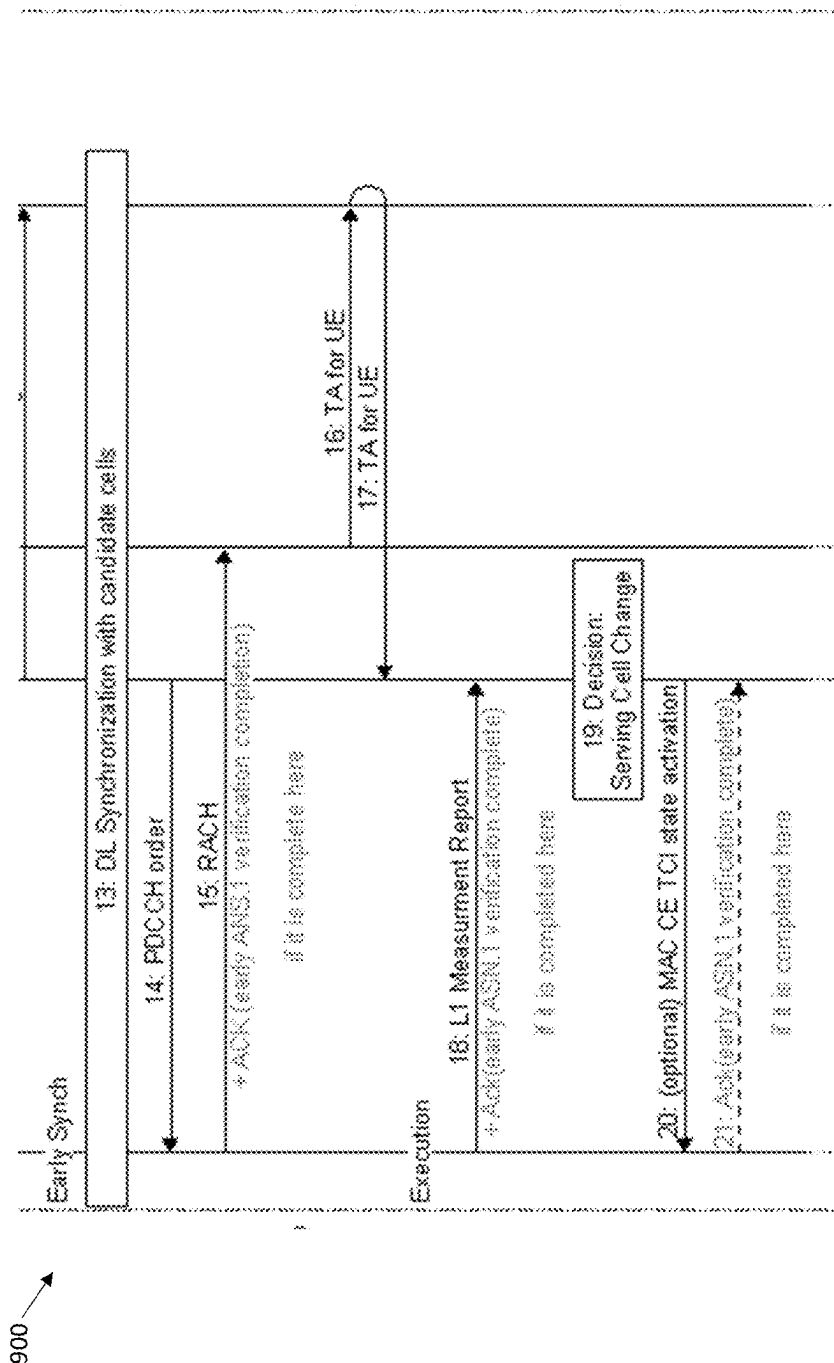 900
Early Synch
13: DL Synchronization with candidate cells
14: PDCCH order
15: RACH
+ ACK (early ANS.1 verification completion)
if it is complete here
16: TA for UE
17: TA for UE
Execution
18: L1 Measurment Report
+ Ack(early ASN.1 verification complete)
if it is completed here
19: Decision:
Serving Cell Change
20: (optional) MAC CE TCI state activation
21: Ack(early ASN.1 verification complete)
if it is completed here